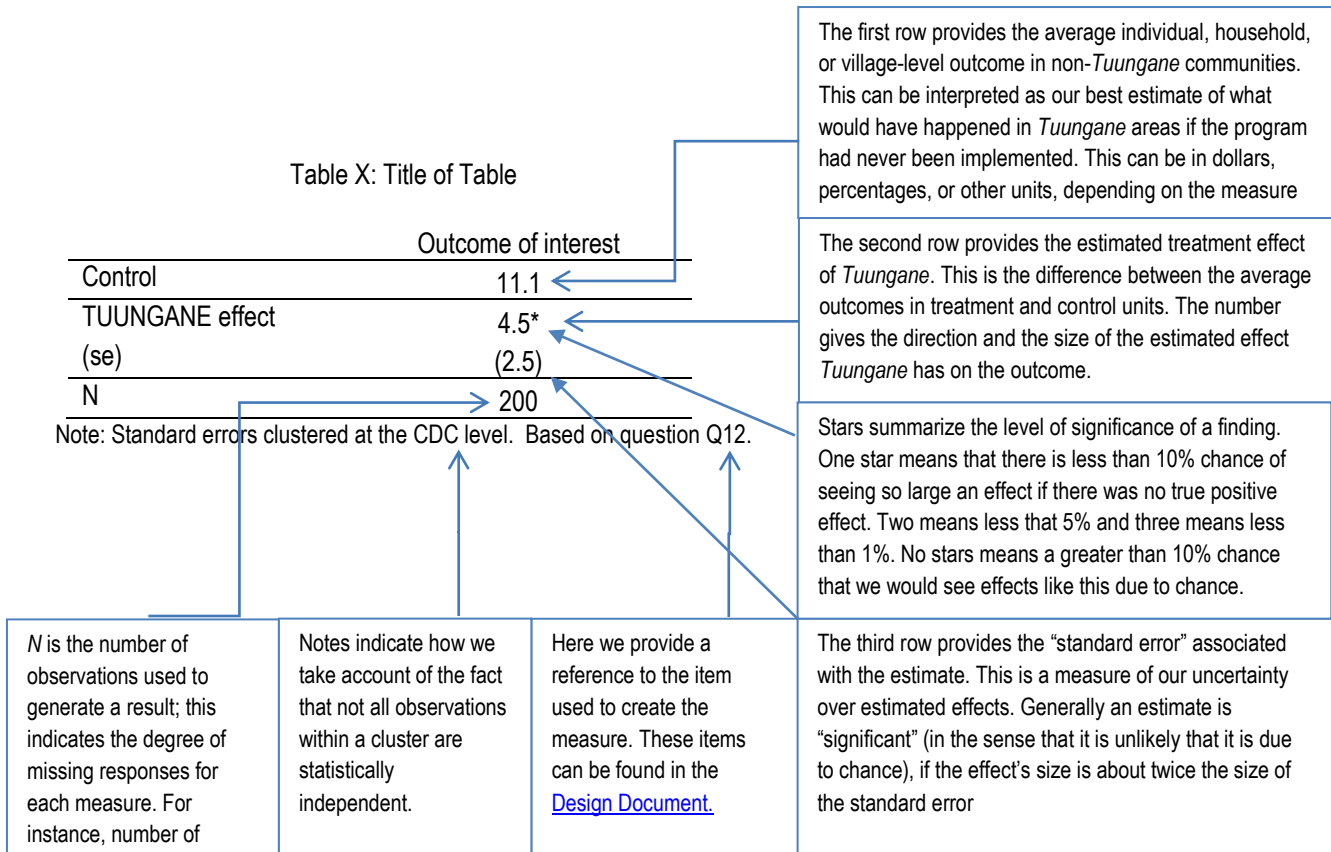 The first row provides the average individual, household,
or village-level outcome in non-Tuungane communities.
This can be interpreted as our best estimate of what
would have happened in Tuungane areas if the program
had never been implemented. This can be in dollars,
percentages, or other units, depending on the measure
Table X: Title of Table
Outcome of interest
Control 11.1
TUUNGANE effect 4.5*
(se) (2.5)
N 200
Note: Standard errors clustered at the CDC level. Based on question Q12.
The second row provides the estimated treatment effect
of Tuungane. This is the difference between the average
outcomes in treatment and control units. The number
gives the direction and the size of the estimated effect
Tuungane has on the outcome.
Stars summarize the level of significance of a finding.
One star means that there is less than 10% chance of
seeing so large an effect if there was no true positive
effect. Two means less that 5% and three means less
than 1%. No stars means a greater than 10% chance
that we would see effects like this due to chance.
N is the number of
observations used to
generate a result; this
indicates the degree of
missing responses for
each measure. For
instance, number of
Notes indicate how we
take account of the fact
that not all observations
within a cluster are
statistically
independent.
Here we provide a
reference to the item
used to create the
measure. These items
can be found in the
Design Document.
The third row provides the “standard error” associated
with the estimate. This is a measure of our uncertainty
over estimated effects. Generally an estimate is
“significant” (in the sense that it is unlikely that it is due
to chance), if the effect’s size is about twice the size of
the standard error